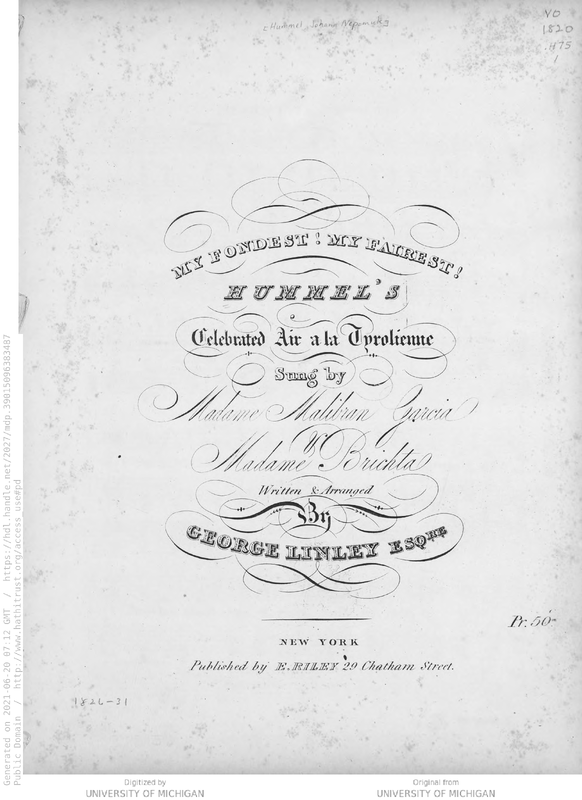 (Hummel, Johann Nepomuk)
VO
1820
.H75
1
MY FONDEST! MY FAIREST!
HUMMEL'S
Celebrated Air a la Tyrolienne
Sung by
Madame Malibran Garcia
&
Madame Brichta
Written & Arranged
By
GEORGE LINLEY ESQRE
Pr. 50
NEW YORK
Published by E. RILEY 29 Chatham Street.
1826-31
Digitized by
UNIVERSITY OF MICHIGAN
Original from
UNIVERSITY OF MICHIGAN
Generated on 2021-06-20 07:12 GMT / https://hdl.handle.net/2027/mdp.39015096383487
Public Domain / http://www.hathitrust.org/access_use#pd